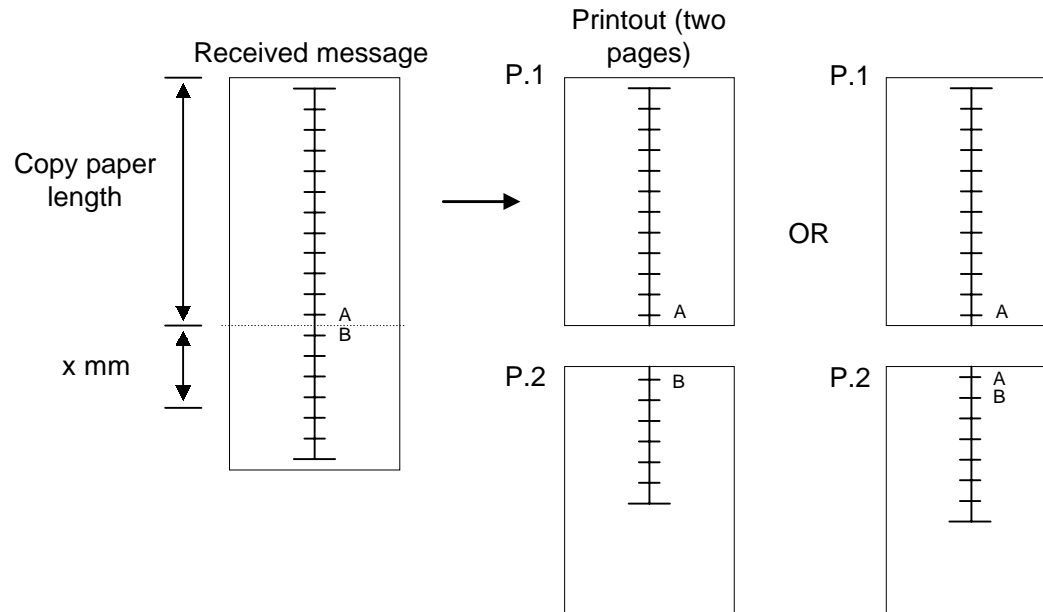 Received message
Copy paper
length
x mm
A
B
Printout (two
pages)
P.1
A
P.2
B
OR
P.1
A
P.2
A
B